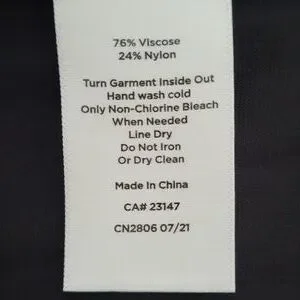 76% Viscose
24% Nylon
Turn Garment Inside Out
Hand wash cold
Only Non-Chlorine Bleach
When Needed
Line Dry
Do Not Iron
Or Dry Clean
Made In China
CA# 23147
CN2806 07/21